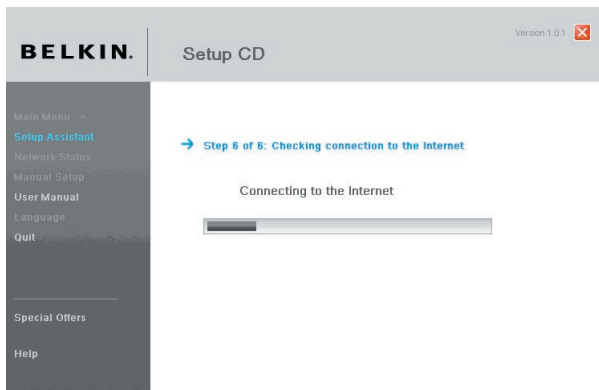 BELKIN.
Setup CD
Version 1.0.1
Main Menu >
Setup Assistant
Network Status
Manual Setup
User Manual
Language
Quit
Special Offers
Help
Step 6 of 6: Checking connection to the Internet
Connecting to the Internet